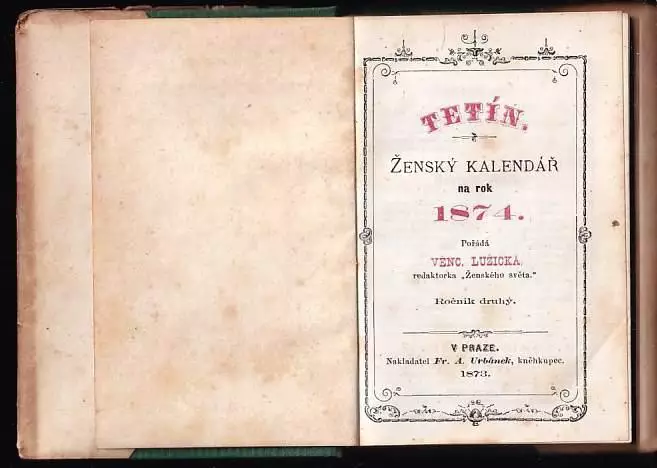 TETÍN.
ŽENSKÝ KALENDÁŘ
na rok
1874.
Pořádá
VĚNC. LUŽICKÁ,
redaktorka „Ženského světa.“
Ročník druhý.
V PRAZE.
Nakladatel Fr. A. Urbánek, kněhkupec.
1873.